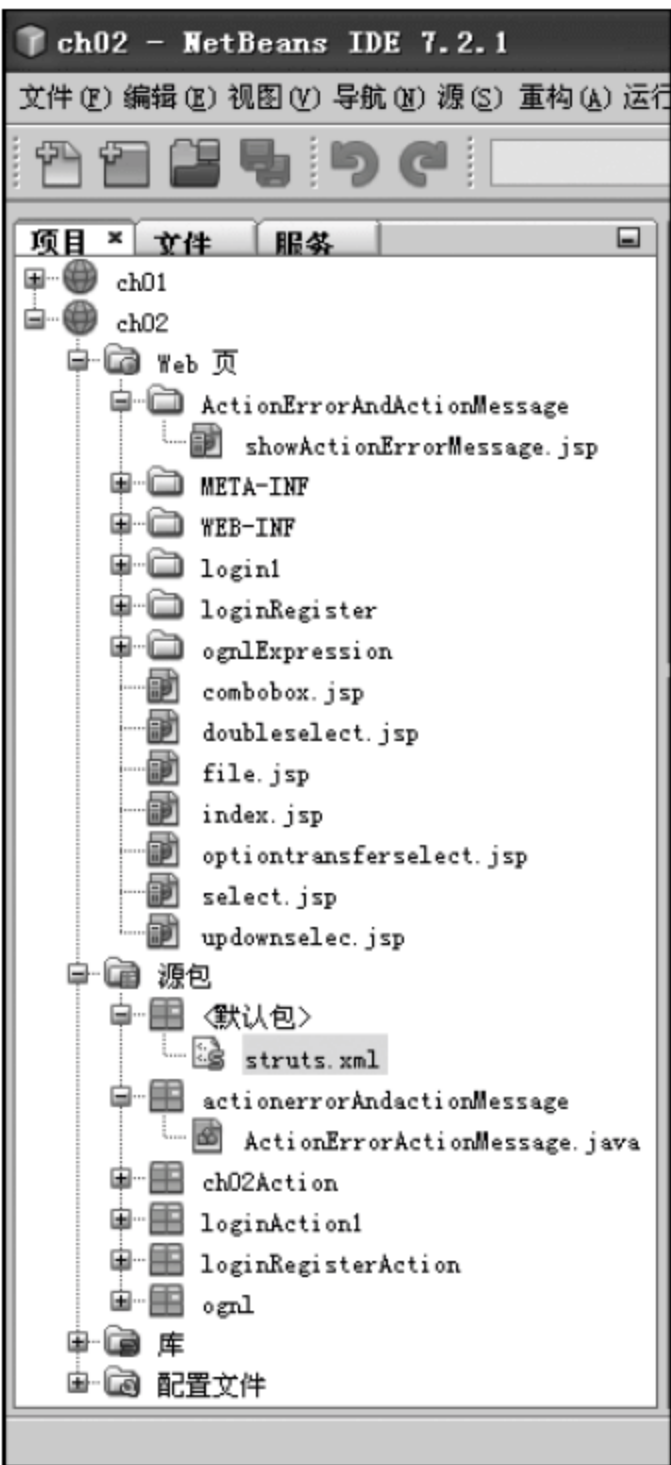 ch02 - NetBeans IDE 7.2.1
文件(F) 编辑(E) 视图(V) 导航(N) 源(S) 重构(A) 运行
项目 × 文件 服务
ch01
ch02
Web 页
ActionErrorAndActionMessage
showActionErrorMessage.jsp
META-INF
WEB-INF
login1
loginRegister
ognlExpression
combobox.jsp
doubleselect.jsp
file.jsp
index.jsp
optiontransferselect.jsp
select.jsp
updownselec.jsp
源包
<默认包>
struts.xml
actionerrorAndactionMessage
ActionErrorActionMessage.java
ch02Action
loginAction1
loginRegisterAction
ognl
库
配置文件